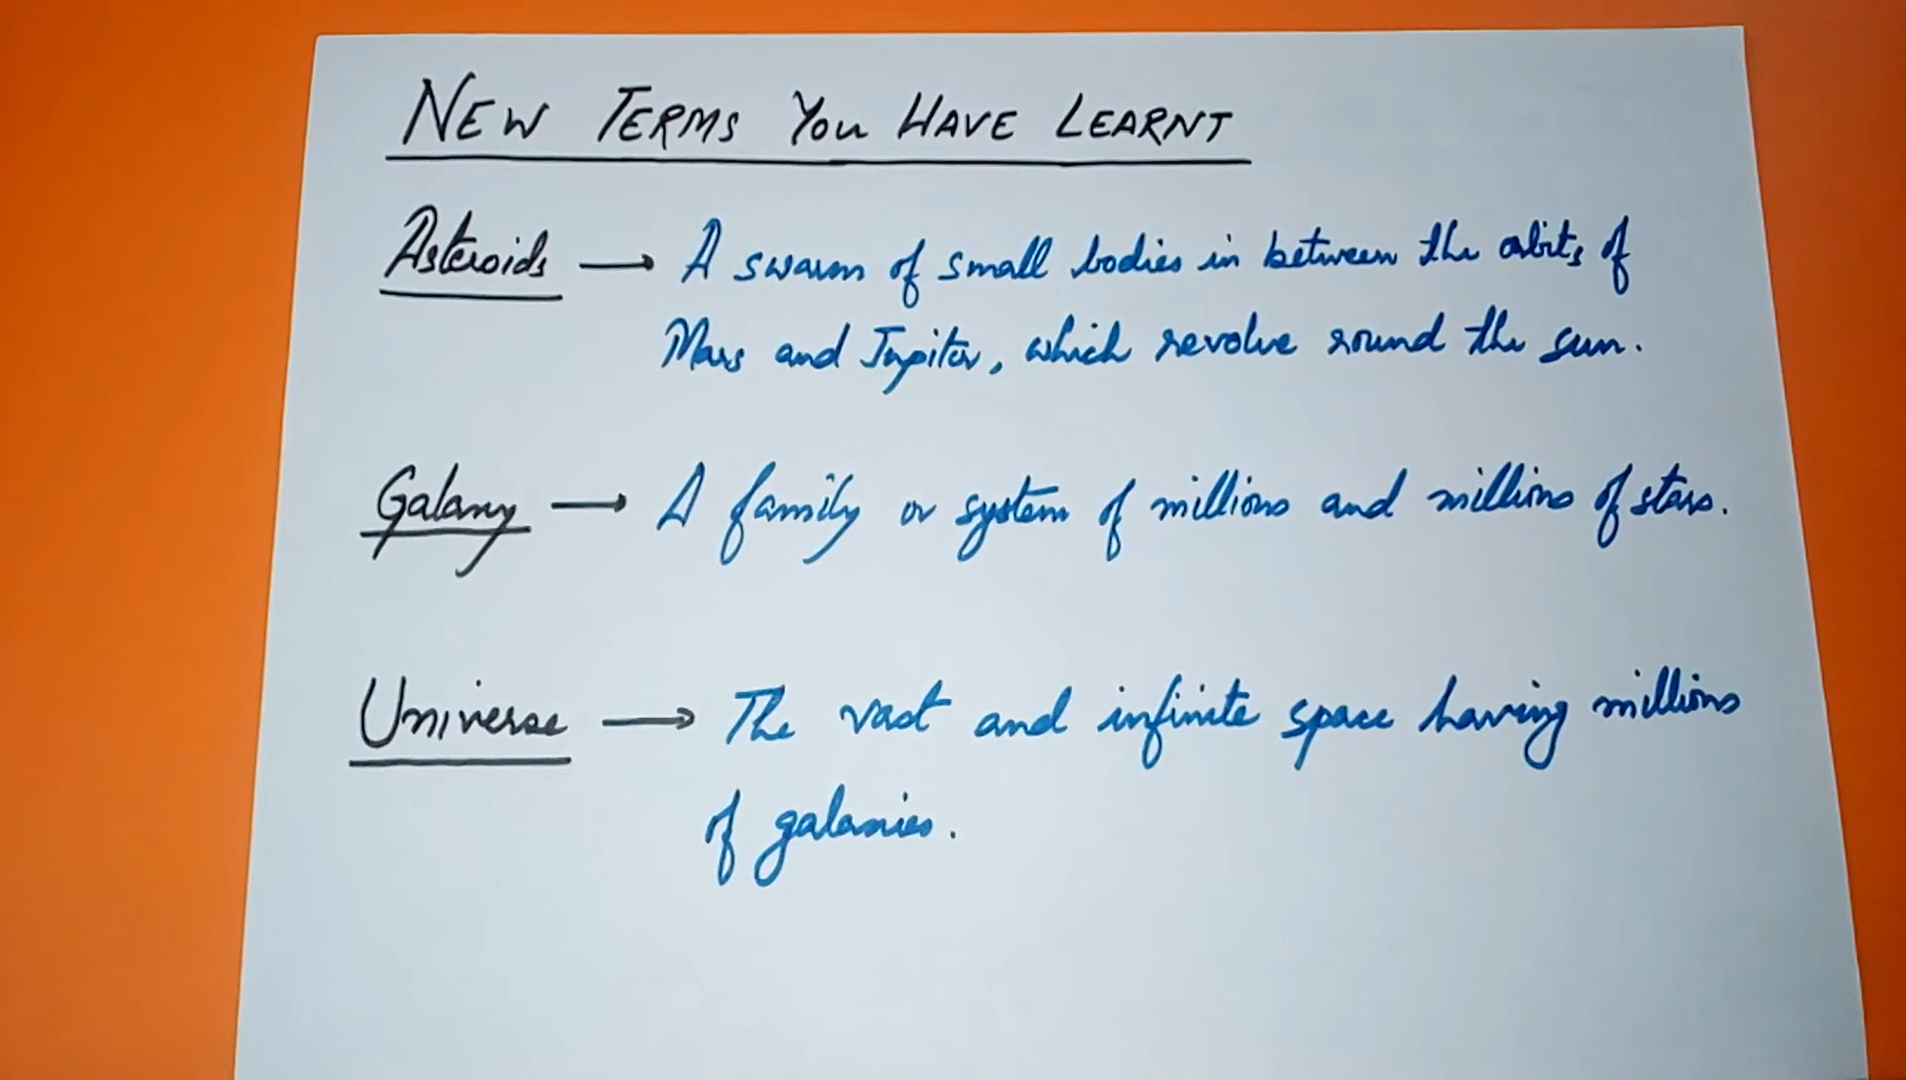 NEW TERMS YOU HAVE LEARNT
Asteroids → A swarm of small bodies in between the orbits of
Mars and Jupiter, which revolve round the sun.
Galaxy → A family or system of millions and millions of stars.
Universe → The vast and infinite space having millions
of galaxies.